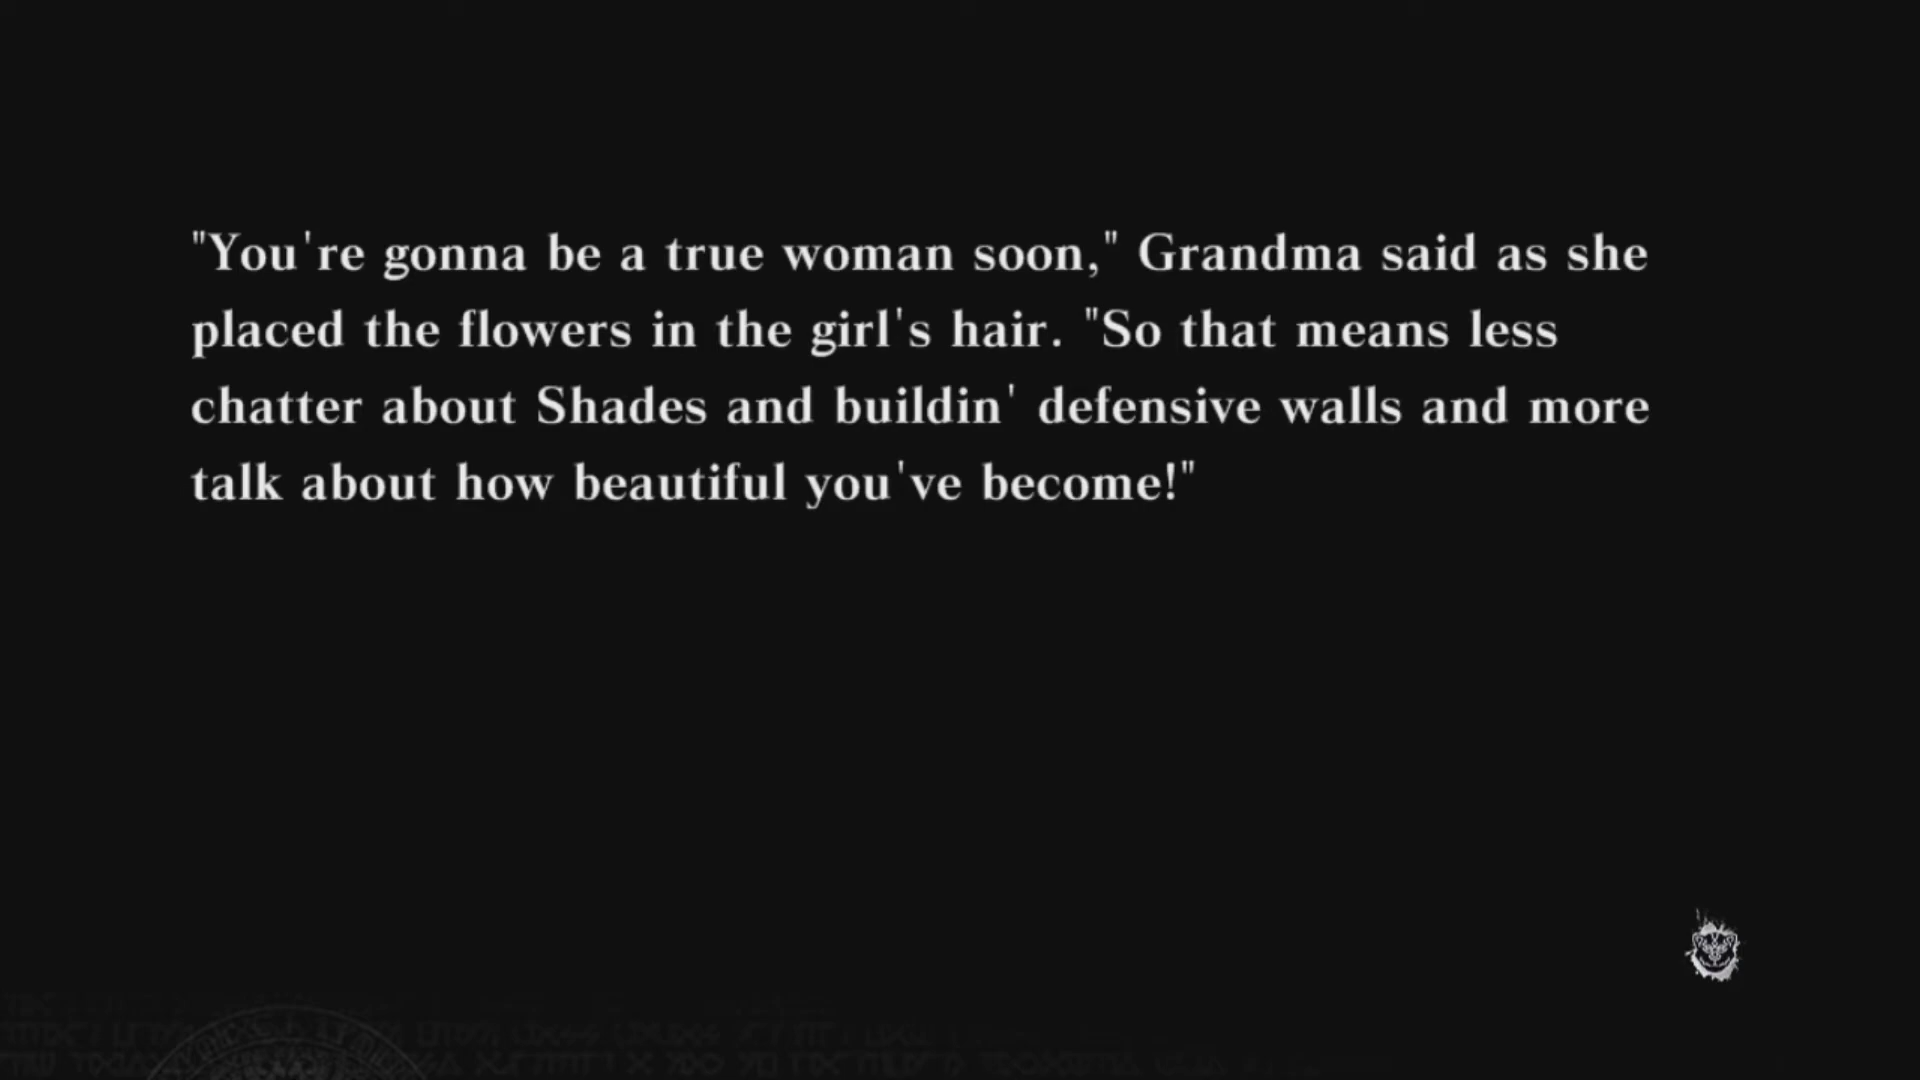 "You're gonna be a true woman soon," Grandma said as she
placed the flowers in the girl's hair. "So that means less
chatter about Shades and buildin' defensive walls and more
talk about how beautiful you've become!"